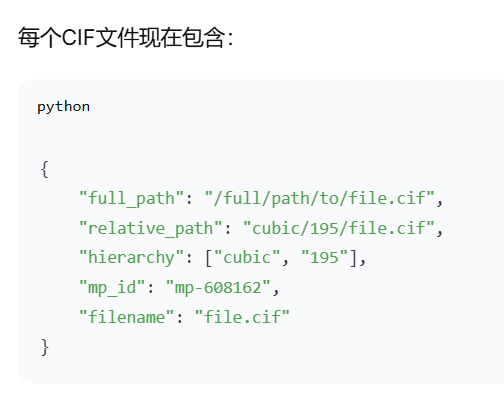 每个CIF文件现在包含：
python
{
    "full_path": "/full/path/to/file.cif",
    "relative_path": "cubic/195/file.cif",
    "hierarchy": ["cubic", "195"],
    "mp_id": "mp-608162",
    "filename": "file.cif"
}